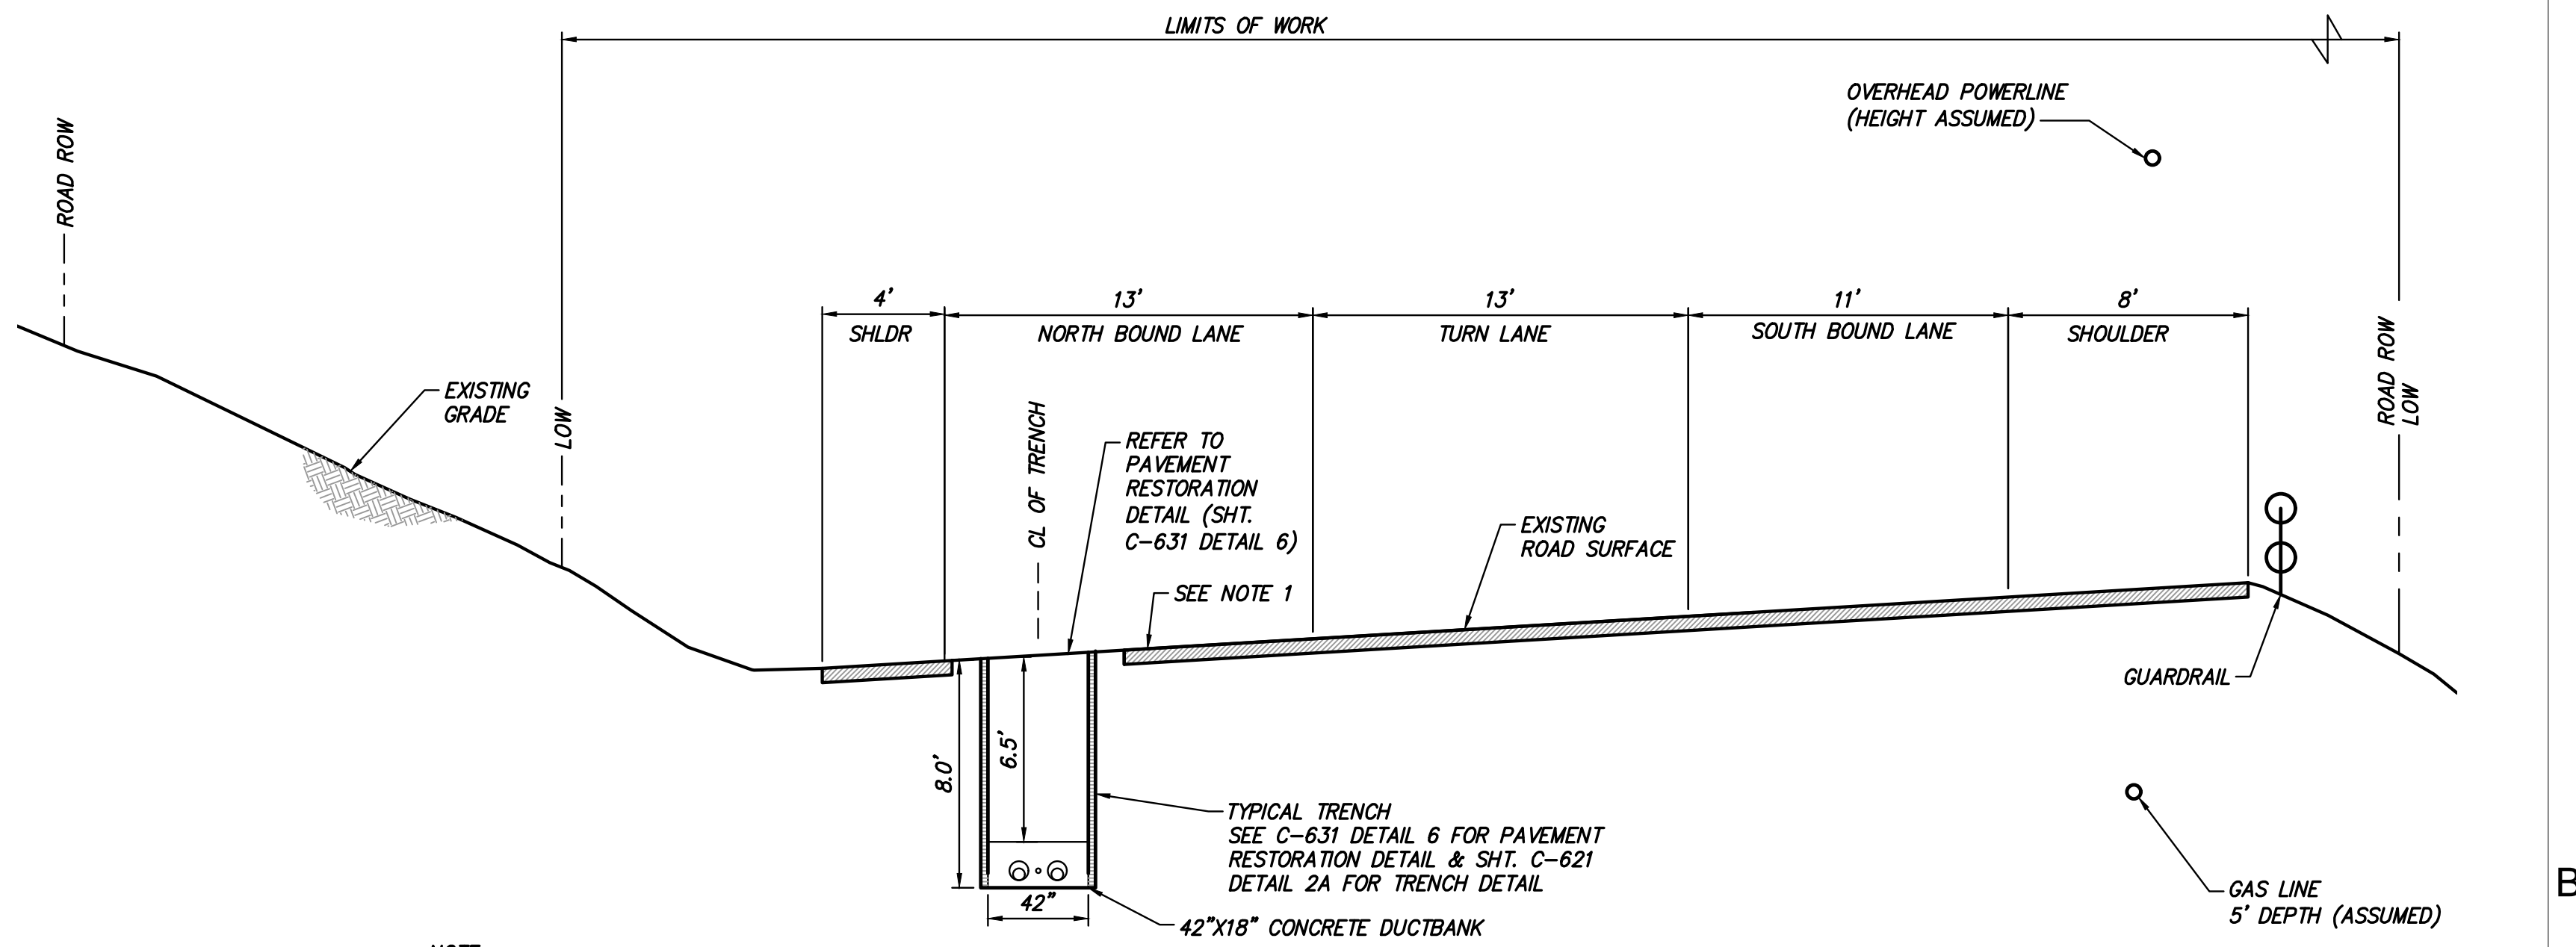 LIMITS OF WORK
OVERHEAD POWERLINE
(HEIGHT ASSUMED)
ROAD ROW
4'
13'
13'
11'
8'
SHLDR
NORTH BOUND LANE
TURN LANE
SOUTH BOUND LANE
SHOULDER
EXISTING
GRADE
LOW
CL OF TRENCH
REFER TO
PAVEMENT
RESTORATION
DETAIL (SHT.
C-631 DETAIL 6)
ROAD ROW
LOW
EXISTING
ROAD SURFACE
SEE NOTE 1
GUARDRAIL
8.0'
6.5'
TYPICAL TRENCH
SEE C-631 DETAIL 6 FOR PAVEMENT
RESTORATION DETAIL & SHT. C-621
DETAIL 2A FOR TRENCH DETAIL
42"
42"X18" CONCRETE DUCTBANK
GAS LINE
5' DEPTH (ASSUMED)
B